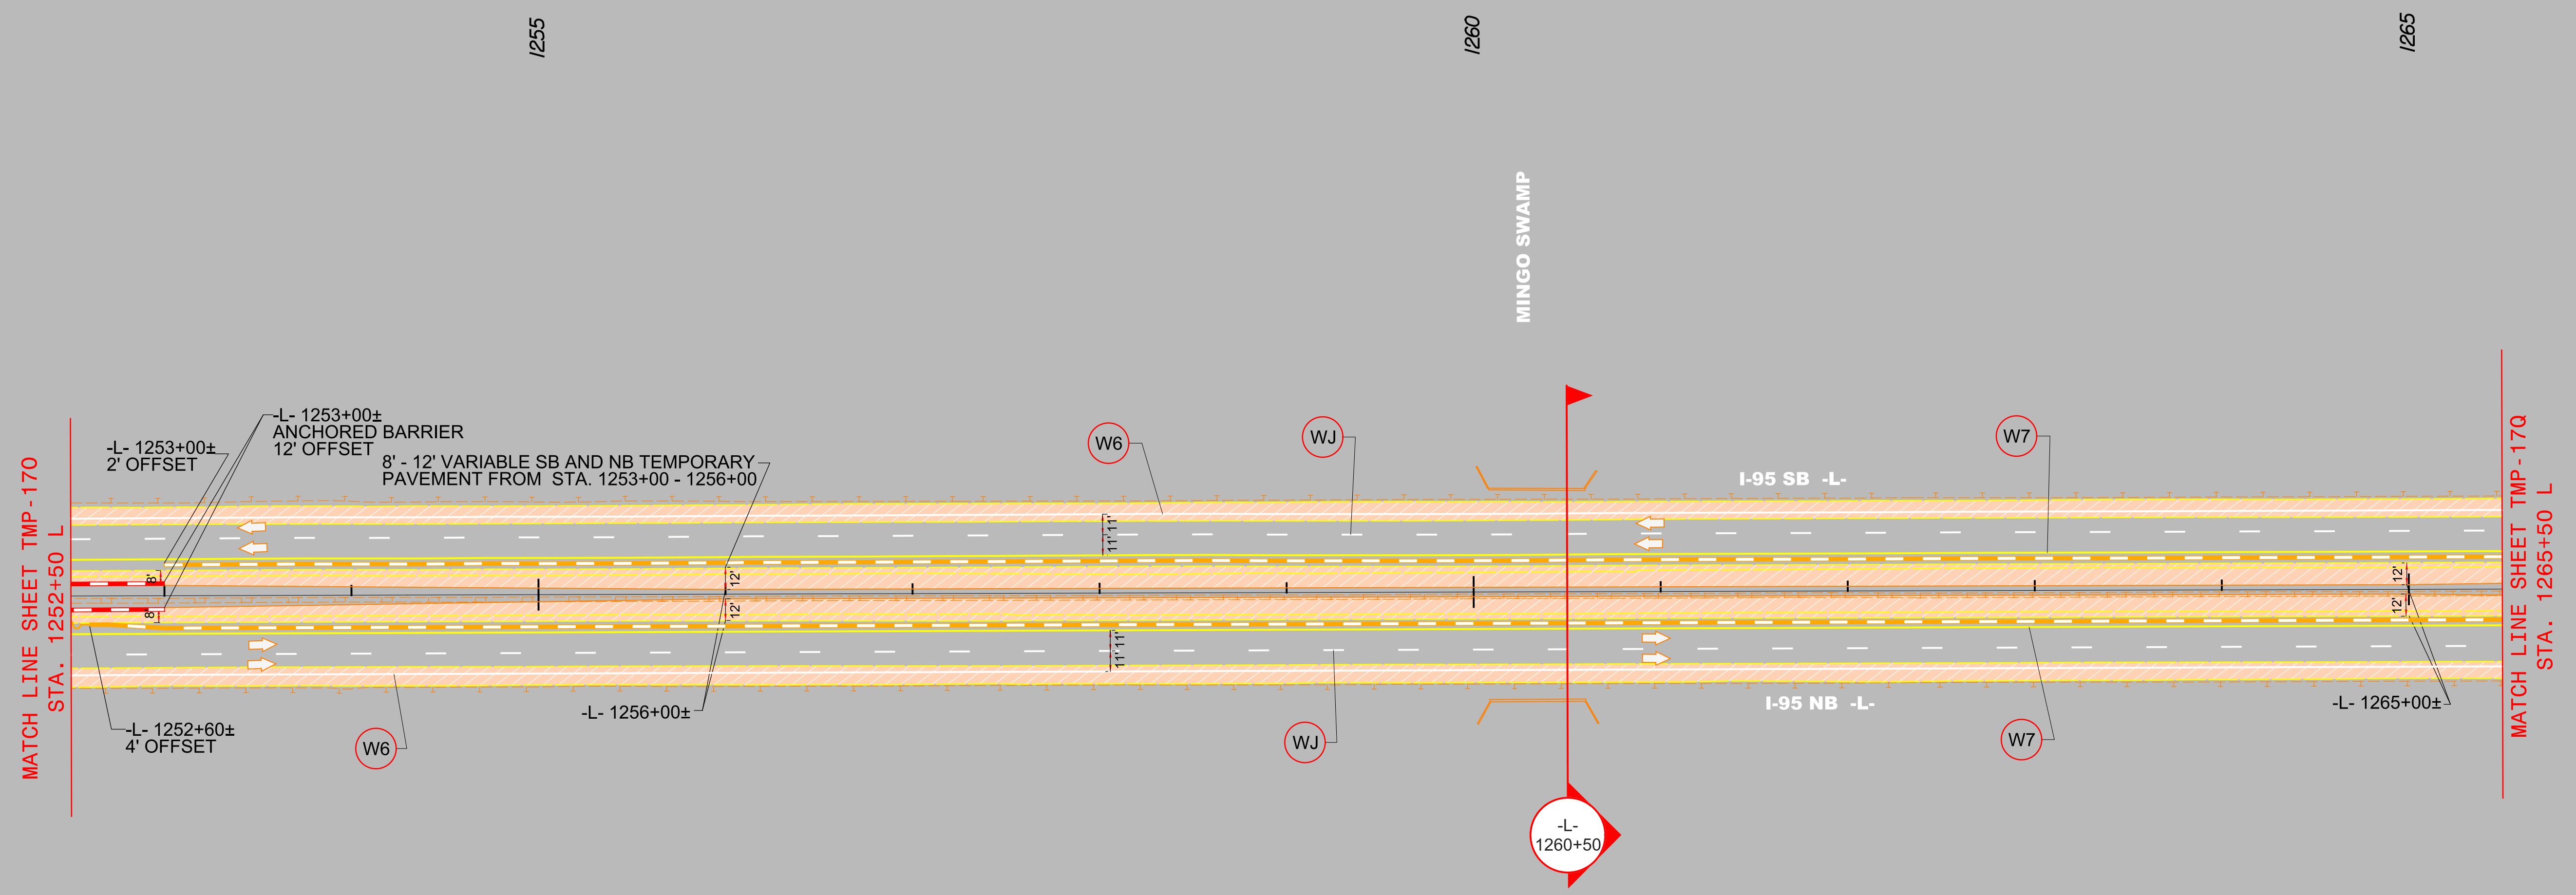 1255
1260
1265
MINGO SWAMP
MATCH LINE SHEET TMP-170
STA. 1252+50 L
-L- 1253+00±
2' OFFSET
-L- 1253+00±
ANCHORED BARRIER
12' OFFSET
8' - 12' VARIABLE SB AND NB TEMPORARY
PAVEMENT FROM STA. 1253+00 - 1256+00
W6
WJ
W7
I-95 SB -L-
11'
11'
8'
8'
12'
12'
12'
12'
11'
11'
I-95 NB -L-
-L- 1252+60±
4' OFFSET
W6
-L- 1256+00±
WJ
W7
-L- 1265+00±
-L-
1260+50
MATCH LINE SHEET TMP-17Q
STA. 1265+50 L